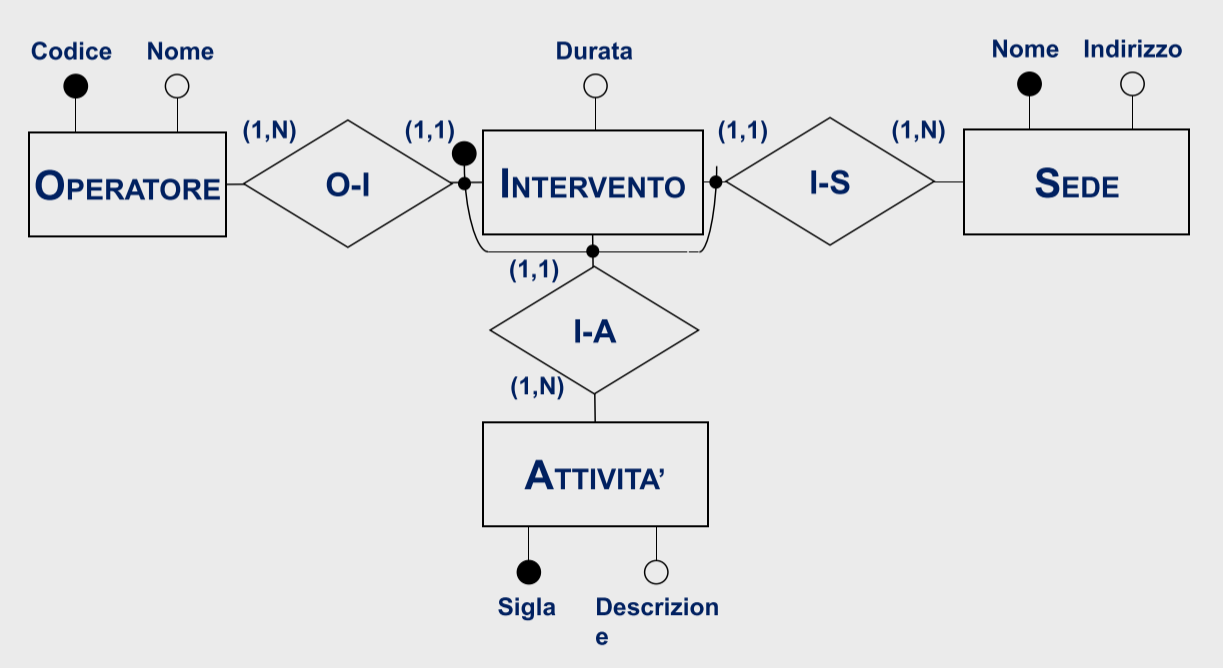 Codice Nome
Durata
Nome Indirizzo
(1,N)
(1,1)
(1,1)
(1,N)
OPERATORE
O-I
INTERVENTO
I-S
SEDE
(1,1)
I-A
(1,N)
ATTIVITA’
Sigla
Descrizion
e